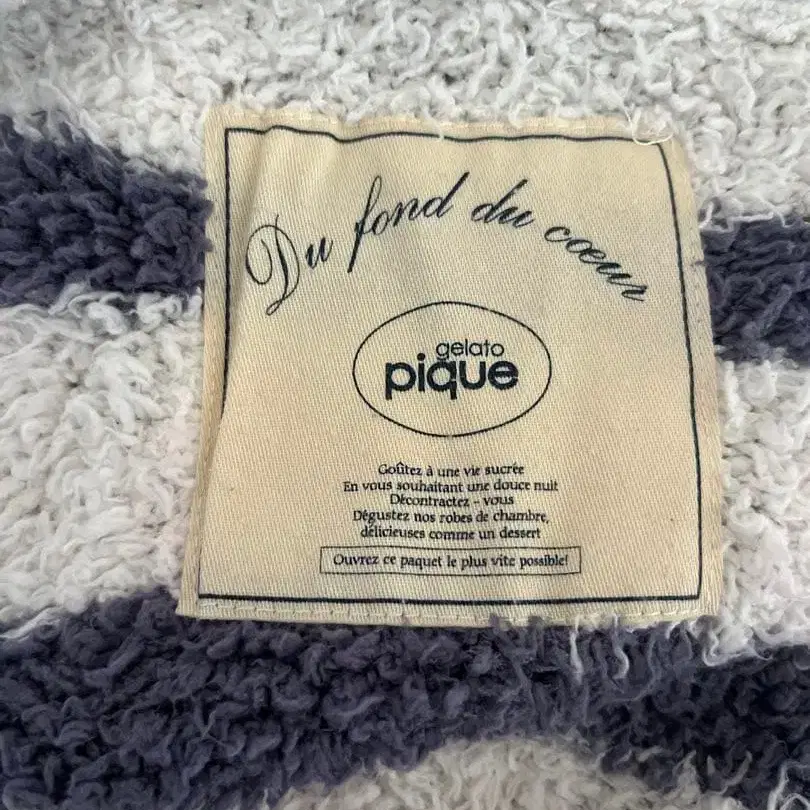 Du fond du cœur
gelato
pique
Goûtez à une vie sucrée
En vous souhaitant une douce nuit
Décontractez - vous
Dégustez nos robes de chambre,
délicieuses comme un dessert
Ouvrez ce paquet le plus vite possible!